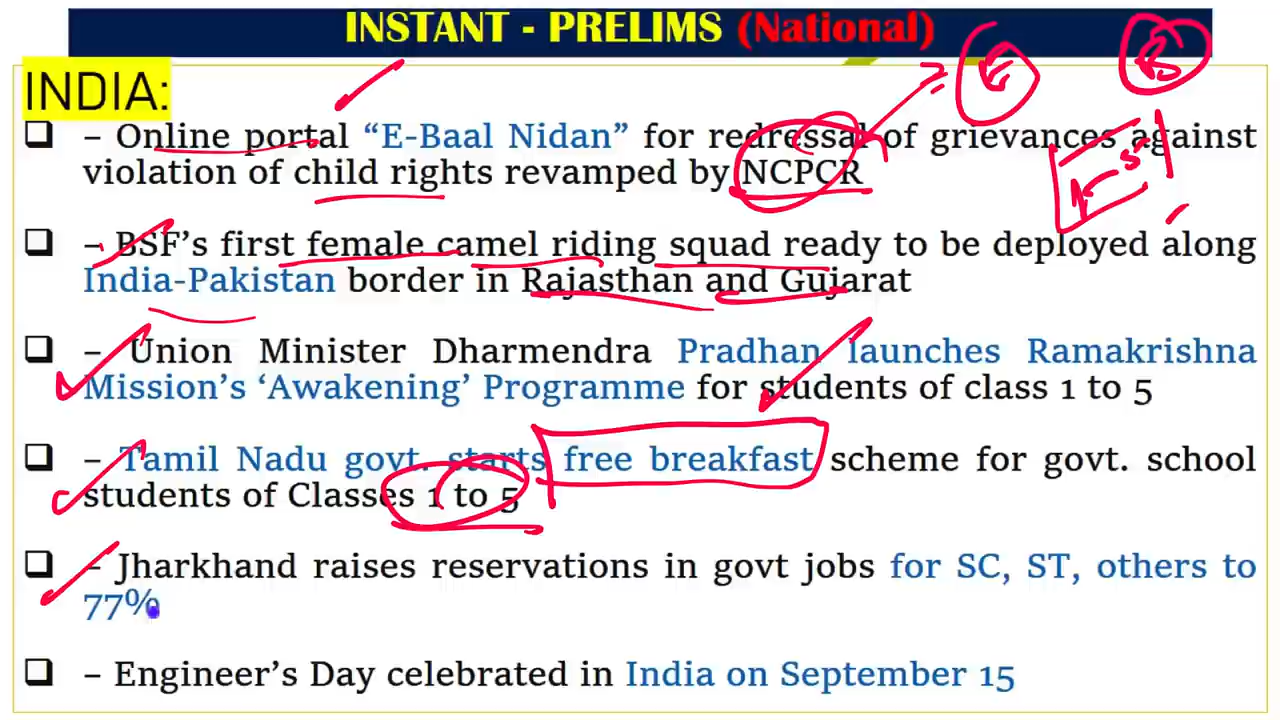 INSTANT - PRELIMS (National)
INDIA:
– Online portal “E-Baal Nidan” for redressal of grievances against
violation of child rights revamped by NCPCR
– BSF’s first female camel riding squad ready to be deployed along
India-Pakistan border in Rajasthan and Gujarat
– Union Minister Dharmendra Pradhan launches Ramakrishna
Mission’s ‘Awakening’ Programme for students of class 1 to 5
– Tamil Nadu govt. starts free breakfast scheme for govt. school
students of Classes 1 to 5
– Jharkhand raises reservations in govt jobs for SC, ST, others to
77%
– Engineer’s Day celebrated in India on September 15